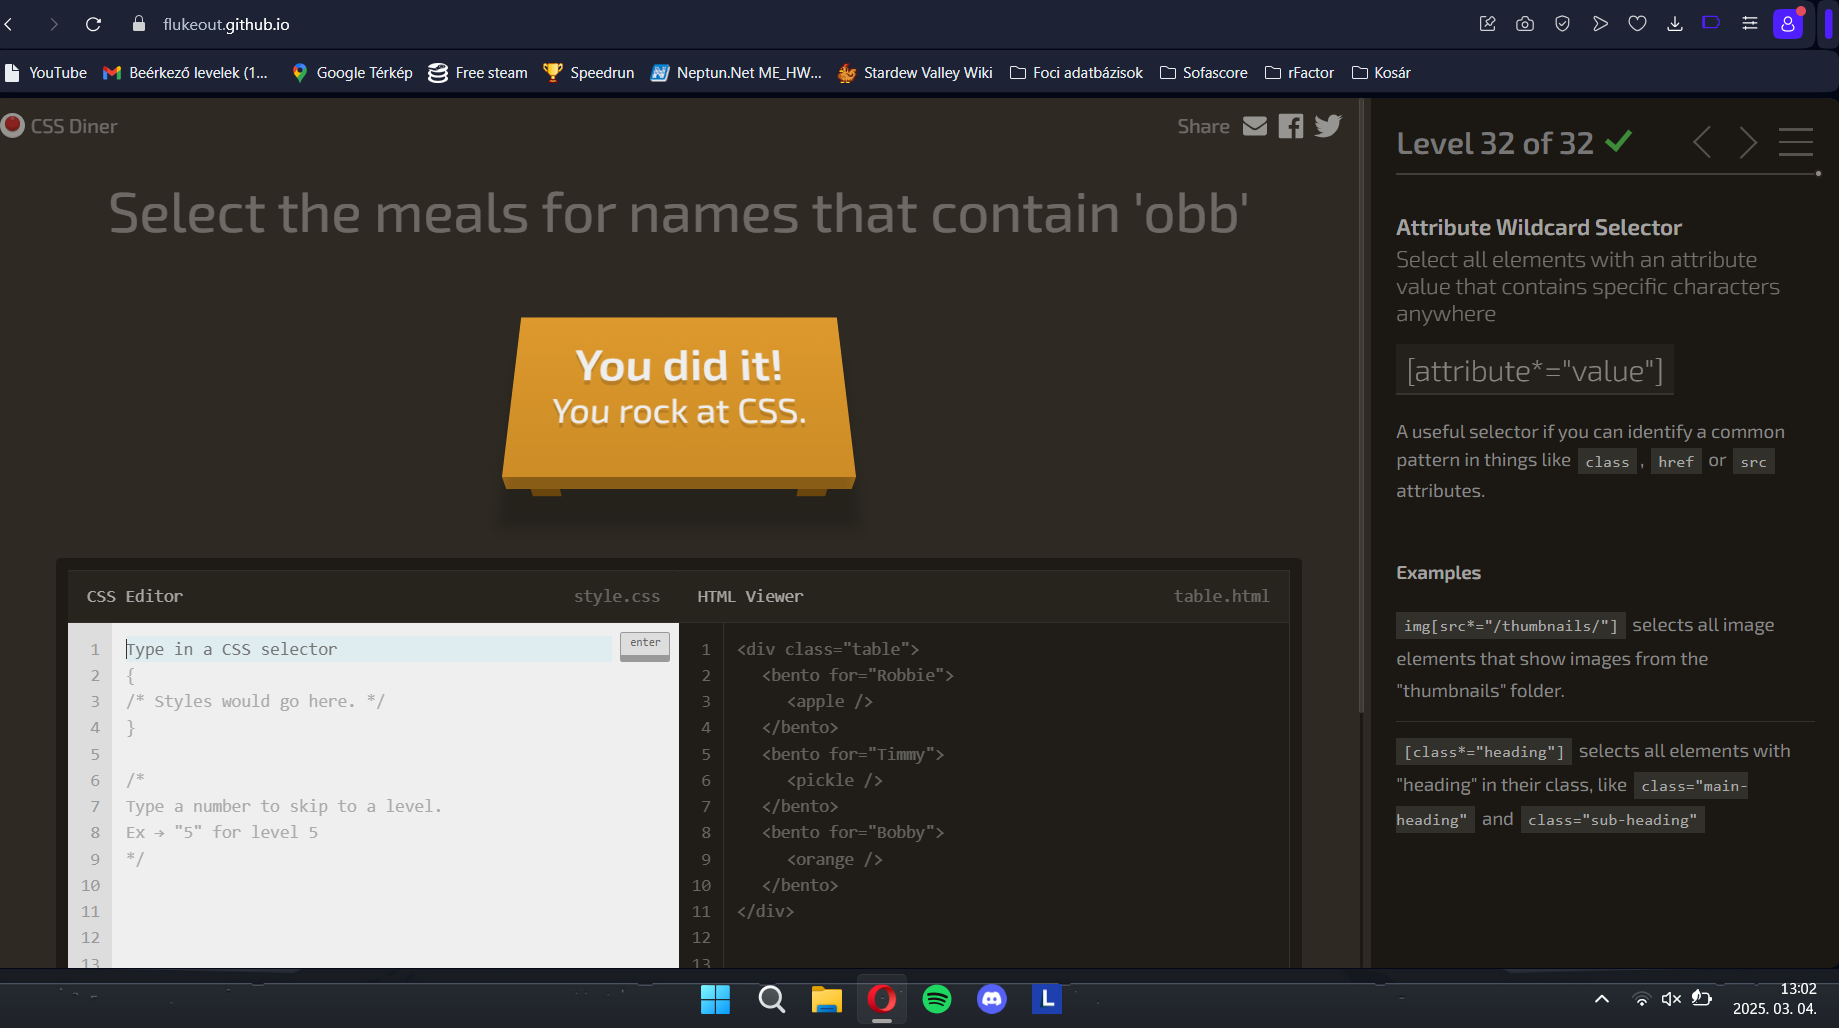 flukeout.github.io
YouTube
Beérkező levelek (1...
Google Térkép
Free steam
Speedrun
Neptun.Net ME_HW...
Stardew Valley Wiki
Foci adatbázisok
Sofascore
rFactor
Kosár
CSS Diner
Share
Select the meals for names that contain 'obb'
You did it!
You rock at CSS.
CSS Editor
style.css
1 Type in a CSS selector
enter
2 {
3 /* Styles would go here. */
4 }
5
6 /*
7 Type a number to skip to a level.
8 Ex → "5" for level 5
9 */
10
11
12
13
HTML Viewer
table.html
1 <div class="table">
2 <bento for="Robbie">
3 <apple />
4 </bento>
5 <bento for="Timmy">
6 <pickle />
7 </bento>
8 <bento for="Bobby">
9 <orange />
10 </bento>
11 </div>
12
13
Level 32 of 32
Attribute Wildcard Selector
Select all elements with an attribute
value that contains specific characters
anywhere
[attribute*="value"]
A useful selector if you can identify a common
pattern in things like class , href or src
attributes.
Examples
img[src*="/thumbnails/"] selects all image
elements that show images from the
"thumbnails" folder.
[class*="heading"] selects all elements with
"heading" in their class, like class="main-
heading" and class="sub-heading"
L
13:02
2025. 03. 04.